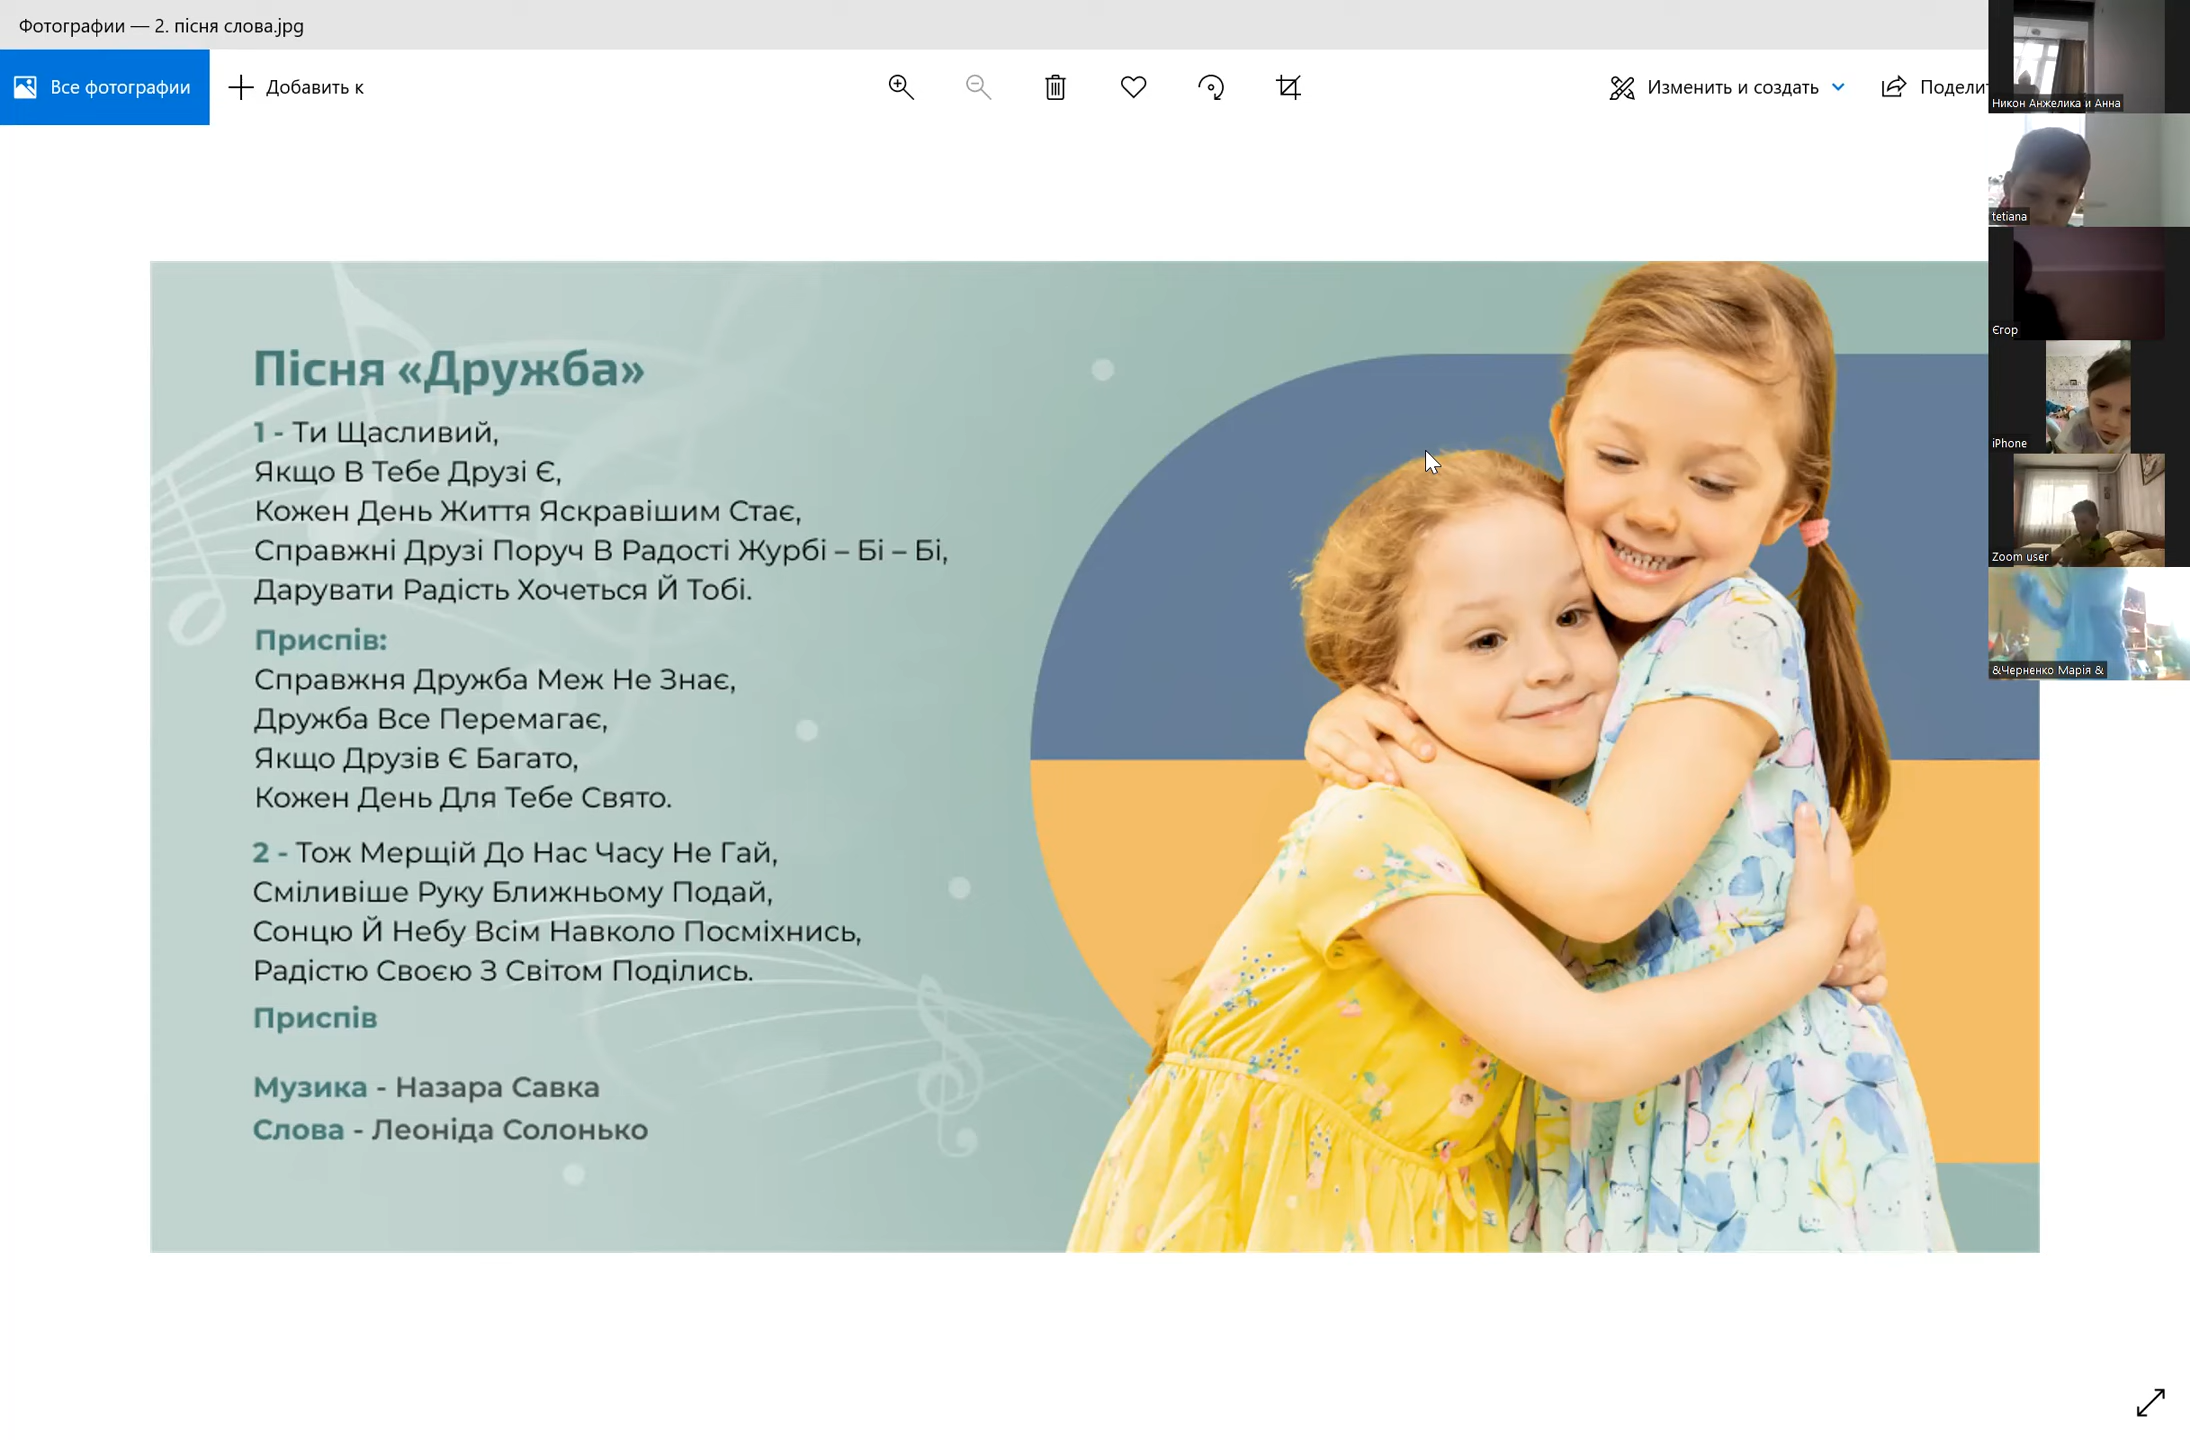 Фотографии — 2. пісня слова.jpg
Все фотографии
Добавить к
Изменить и создать
Никон Анжелика и Анна
tetiana
Єгор
iPhone
Zoom user
&Черненко Марія &
Пісня «Дружба»
1 - Ти Щасливий,
Якщо В Тебе Друзі Є,
Кожен День Життя Яскравішим Стає,
Справжні Друзі Поруч В Радості Журбі – Бі – Бі,
Дарувати Радість Хочеться Й Тобі.
Приспів:
Справжня Дружба Меж Не Знає,
Дружба Все Перемагає,
Якщо Друзів Є Багато,
Кожен День Для Тебе Свято.
2 - Тож Мерщій До Нас Часу Не Гай,
Сміливіше Руку Ближньому Подай,
Сонцю Й Небу Всім Навколо Посміхнись,
Радістю Своєю З Світом Поділись.
Приспів
Музика - Назара Савка
Слова - Леоніда Солонько